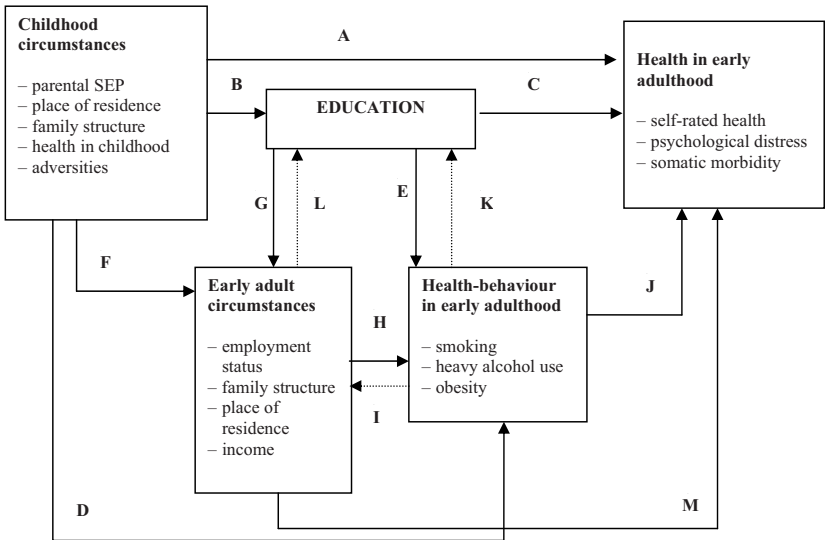 Childhood
circumstances
– parental SEP
– place of residence
– family structure
– health in childhood
– adversities
A
B
EDUCATION
C
Health in early
adulthood
– self-rated health
– psychological distress
– somatic morbidity
G
L
E
K
F
Early adult
circumstances
– employment
status
– family structure
– place of
residence
– income
H
I
Health-behaviour
in early adulthood
– smoking
– heavy alcohol use
– obesity
J
D
M